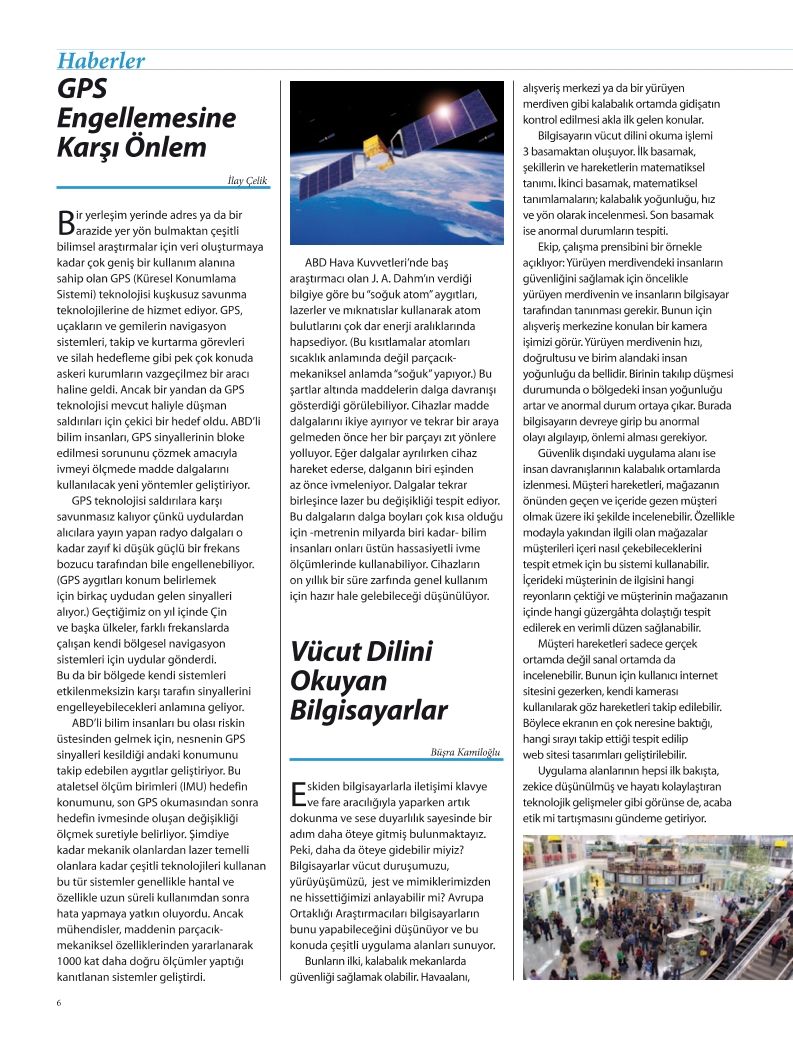 Haberler
GPS
Engellemesine
Karşı Önlem
İlay Çelik
Bir yerleşim yerinde adres ya da bir
arazide yer yön bulmaktan çeşitli
bilimsel araştırmalar için veri oluşturmaya
kadar çok geniş bir kullanım alanına
sahip olan GPS (Küresel Konumlama
Sistemi) teknolojisi kuşkusuz savunma
teknolojilerine de hizmet ediyor. GPS,
uçakların ve gemilerin navigasyon
sistemleri, takip ve kurtarma görevleri
ve silah hedefleme gibi pek çok konuda
askeri kurumların vazgeçilmez bir aracı
haline geldi. Ancak bir yandan da GPS
teknolojisi mevcut haliyle düşman
saldırıları için çekici bir hedef oldu. ABD’li
bilim insanları, GPS sinyallerinin bloke
edilmesi sorununu çözmek amacıyla
ivmeyi ölçmede madde dalgalarını
kullanılacak yeni yöntemler geliştiriyor.
GPS teknolojisi saldırılara karşı
savunmasız kalıyor çünkü uydulardan
alıcılara yayın yapan radyo dalgaları o
kadar zayıf ki düşük güçlü bir frekans
bozucu tarafından bile engellenebiliyor.
(GPS aygıtları konum belirlemek
için birkaç uydudan gelen sinyalleri
alıyor.) Geçtiğimiz on yıl içinde Çin
ve başka ülkeler, farklı frekanslarda
çalışan kendi bölgesel navigasyon
sistemleri için uydular gönderdi.
Bu da bir bölgede kendi sistemleri
etkilenmeksizin karşı tarafın sinyallerini
engelleyebilecekleri anlamına geliyor.
ABD’li bilim insanları bu olası riskin
üstesinden gelmek için, nesnenin GPS
sinyalleri kesildiği andaki konumunu
takip edebilen aygıtlar geliştiriyor. Bu
ataletsel ölçüm birimleri (IMU) hedefin
konumunu, son GPS okumasından sonra
hedefin ivmesinde oluşan değişikliği
ölçmek suretiyle belirliyor. Şimdiye
kadar mekanik olanlardan lazer temelli
olanlara kadar çeşitli teknolojileri kullanan
bu tür sistemler genellikle hantal ve
özellikle uzun süreli kullanımdan sonra
hata yapmaya yatkın oluyordu. Ancak
mühendisler, maddenin parçacık-
mekaniksel özelliklerinden yararlanarak
1000 kat daha doğru ölçümler yaptığı
kanıtlanan sistemler geliştirdi.
ABD Hava Kuvvetleri’nde baş
araştırmacı olan J. A. Dahm’ın verdiği
bilgiye göre bu “soğuk atom” aygıtları,
lazerler ve mıknatıslar kullanarak atom
bulutlarını çok dar enerji aralıklarında
hapsediyor. (Bu kısıtlamalar atomları
sıcaklık anlamında değil parçacık-
mekaniksel anlamda “soğuk” yapıyor.) Bu
şartlar altında maddelerin dalga davranışı
gösterdiği görülebiliyor. Cihazlar madde
dalgalarını ikiye ayırıyor ve tekrar bir araya
gelmeden önce her bir parçayı zıt yönlere
yolluyor. Eğer dalgalar ayrılırken cihaz
hareket ederse, dalganın biri eşinden
az önce ivmeleniyor. Dalgalar tekrar
birleşince lazer bu değişikliği tespit ediyor.
Bu dalgaların dalga boyları çok kısa olduğu
için -metrenin milyarda biri kadar- bilim
insanları onları üstün hassasiyetli ivme
ölçümlerinde kullanabiliyor. Cihazların
on yıllık bir süre zarfında genel kullanım
için hazır hale gelebileceği düşünülüyor.
Vücut Dilini
Okuyan
Bilgisayarlar
Büşra Kamiloğlu
Eskiden bilgisayarlarla iletişimi klavye
ve fare aracılığıyla yaparken artık
dokunma ve sese duyarlılık sayesinde bir
adım daha öteye gitmiş bulunmaktayız.
Peki, daha da öteye gidebilir miyiz?
Bilgisayarlar vücut duruşumuzu,
yürüyüşümüzü, jest ve mimiklerimizden
ne hissettiğimizi anlayabilir mi? Avrupa
Ortaklığı Araştırmacıları bilgisayarların
bunu yapabileceğini düşünüyor ve bu
konuda çeşitli uygulama alanları sunuyor.
Bunların ilki, kalabalık mekanlarda
güvenliği sağlamak olabilir. Havaalanı,
alışveriş merkezi ya da bir yürüyen
merdiven gibi kalabalık ortamda gidişatın
kontrol edilmesi akla ilk gelen konular.
Bilgisayarın vücut dilini okuma işlemi
3 basamaktan oluşuyor. İlk basamak,
şekillerin ve hareketlerin matematiksel
tanımı. İkinci basamak, matematiksel
tanımlamaların; kalabalık yoğunluğu, hız
ve yön olarak incelenmesi. Son basamak
ise anormal durumların tespiti.
Ekip, çalışma prensibini bir örnekle
açıklıyor: Yürüyen merdivendeki insanların
güvenliğini sağlamak için öncelikle
yürüyen merdivenin ve insanların bilgisayar
tarafından tanınması gerekir. Bunun için
alışveriş merkezine konulan bir kamera
işimizi görür. Yürüyen merdivenin hızı,
doğrultusu ve birim alandaki insan
yoğunluğu da bellidir. Birinin takılıp düşmesi
durumunda o bölgedeki insan yoğunluğu
artar ve anormal durum ortaya çıkar. Burada
bilgisayarın devreye girip bu anormal
olayı algılayıp, önlemi alması gerekiyor.
Güvenlik dışındaki uygulama alanı ise
insan davranışlarının kalabalık ortamlarda
izlenmesi. Müşteri hareketleri, mağazanın
önünden geçen ve içeride gezen müşteri
olmak üzere iki şekilde incelenebilir. Özellikle
modayla yakından ilgili olan mağazalar
müşterileri içeri nasıl çekebileceklerini
tespit etmek için bu sistemi kullanabilir.
İçerideki müşterinin de ilgisini hangi
reyonların çektiği ve müşterinin mağazanın
içinde hangi güzergâhta dolaştığı tespit
edilerek en verimli düzen sağlanabilir.
Müşteri hareketleri sadece gerçek
ortamda değil sanal ortamda da
incelenebilir. Bunun için kullanıcı internet
sitesini gezerken, kendi kamerası
kullanılarak göz hareketleri takip edilebilir.
Böylece ekranın en çok neresine baktığı,
hangi sırayı takip ettiği tespit edilip
web sitesi tasarımları geliştirilebilir.
Uygulama alanlarının hepsi ilk bakışta,
zekice düşünülmüş ve hayatı kolaylaştıran
teknolojik gelişmeler gibi görünse de, acaba
etik mi tartışmasını gündeme getiriyor.
6